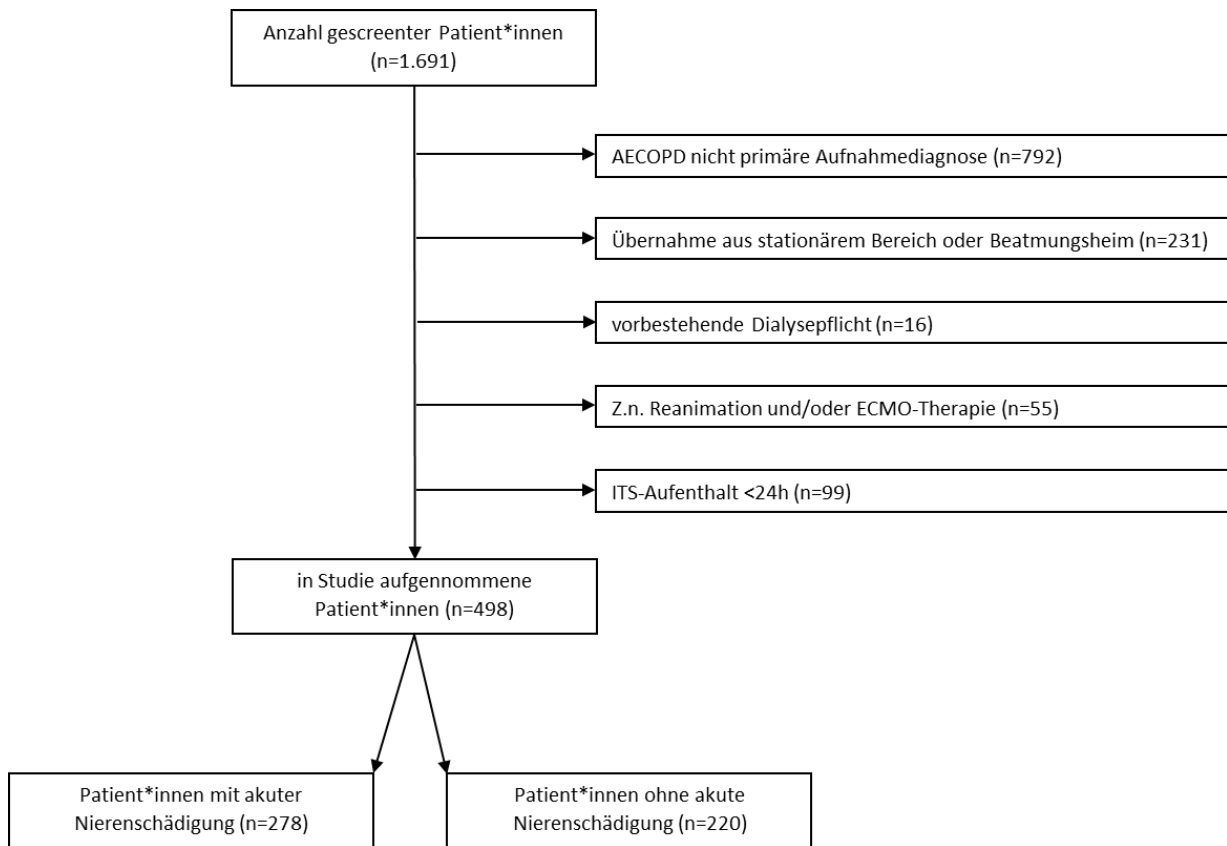 Anzahl gescreenter Patient*innen
(n=1.691)
AECOPD nicht primäre Aufnahmediagnose (n=792)
Übernahme aus stationärem Bereich oder Beatmungsheim (n=231)
vorbestehende Dialysepflicht (n=16)
Z.n. Reanimation und/oder ECMO-Therapie (n=55)
ITS-Aufenthalt <24h (n=99)
in Studie aufgennommene
Patient*innen (n=498)
Patient*innen mit akuter
Nierenschädigung (n=278)
Patient*innen ohne akute
Nierenschädigung (n=220)